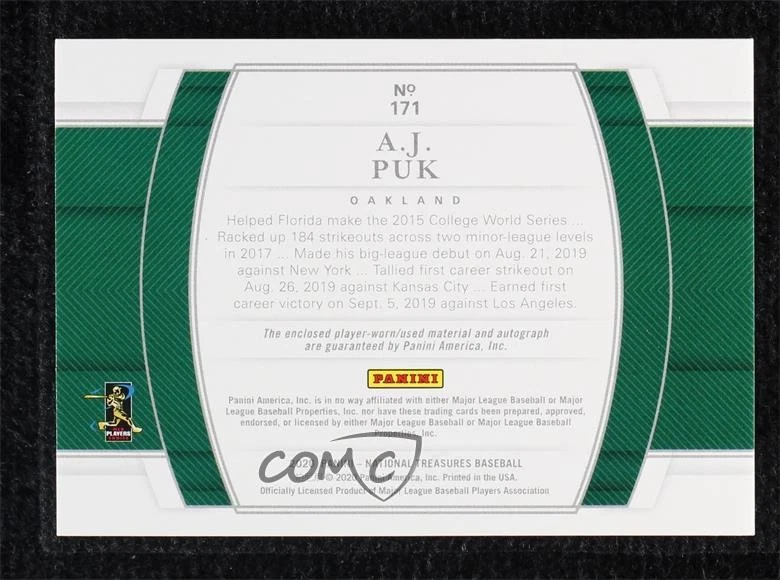 Nº
171
A.J.
PUK
OAKLAND
Helped Florida make the 2015 College World Series ...
Racked up 184 strikeouts across two minor-league levels
in 2017 ... Made his big-league debut on Aug. 21, 2019
against New York ... Tallied first career strikeout on
Aug. 26, 2019 against Kansas City ... Earned first
career victory on Sept. 5, 2019 against Los Angeles.
The enclosed player-worn/used material and autograph
are guaranteed by Panini America, Inc.
PANINI
Panini America, Inc. is in no way affiliated with either Major League Baseball or Major
League Baseball Properties, Inc. nor have these trading cards been prepared, approved,
endorsed, or licensed by either Major League Baseball or Major League Baseball
Properties, Inc.
PLAYERS
CHOICE
COMC
2020 PANINI – NATIONAL TREASURES BASEBALL
© 2020 Panini America, Inc. Printed in the USA.
Officially Licensed Product of Major League Baseball Players Association